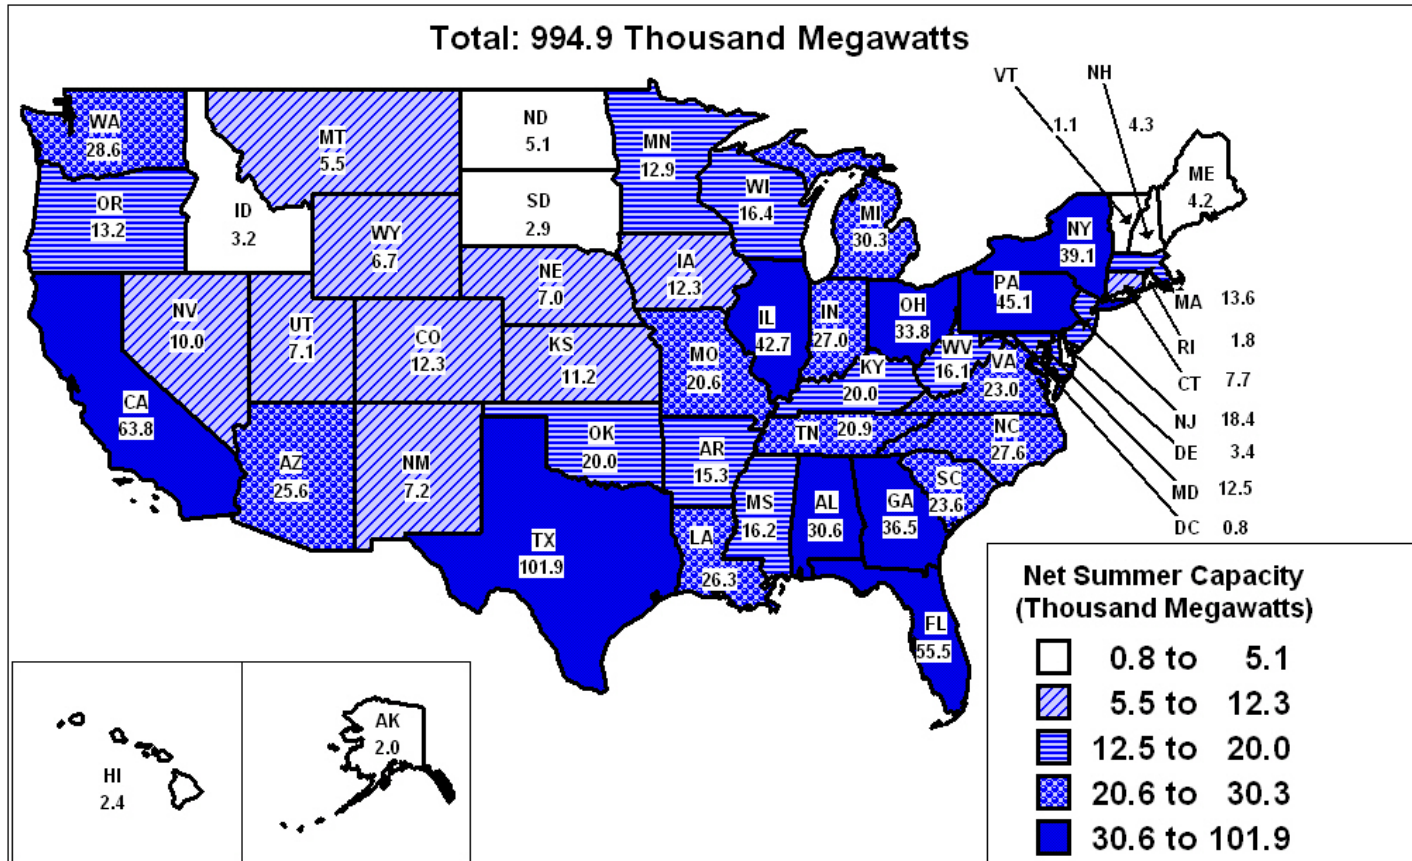 Total: 994.9 Thousand Megawatts
VT
NH
1.1
4.3
WA
28.6
MT
5.5
ND
5.1
MN
12.9
ME
4.2
OR
13.2
ID
3.2
SD
2.9
WI
16.4
MI
30.3
NY
39.1
WY
6.7
NE
7.0
IA
12.3
PA
45.1
MA 13.6
NV
10.0
UT
7.1
CO
12.3
KS
11.2
MO
20.6
IL
42.7
IN
27.0
OH
33.8
WV
16.1
VA
23.0
RI 1.8
KY
20.0
CT 7.7
CA
63.8
NJ 18.4
TN 20.9
NC
27.6
DE 3.4
AZ
25.6
NM
7.2
OK
20.0
AR
15.3
SC
23.6
MD 12.5
MS
16.2
AL
30.6
GA
36.5
DC 0.8
TX
101.9
LA
26.3
FL
55.5
HI
2.4
AK
2.0
Net Summer Capacity
(Thousand Megawatts)
0.8 to 5.1
5.5 to 12.3
12.5 to 20.0
20.6 to 30.3
30.6 to 101.9